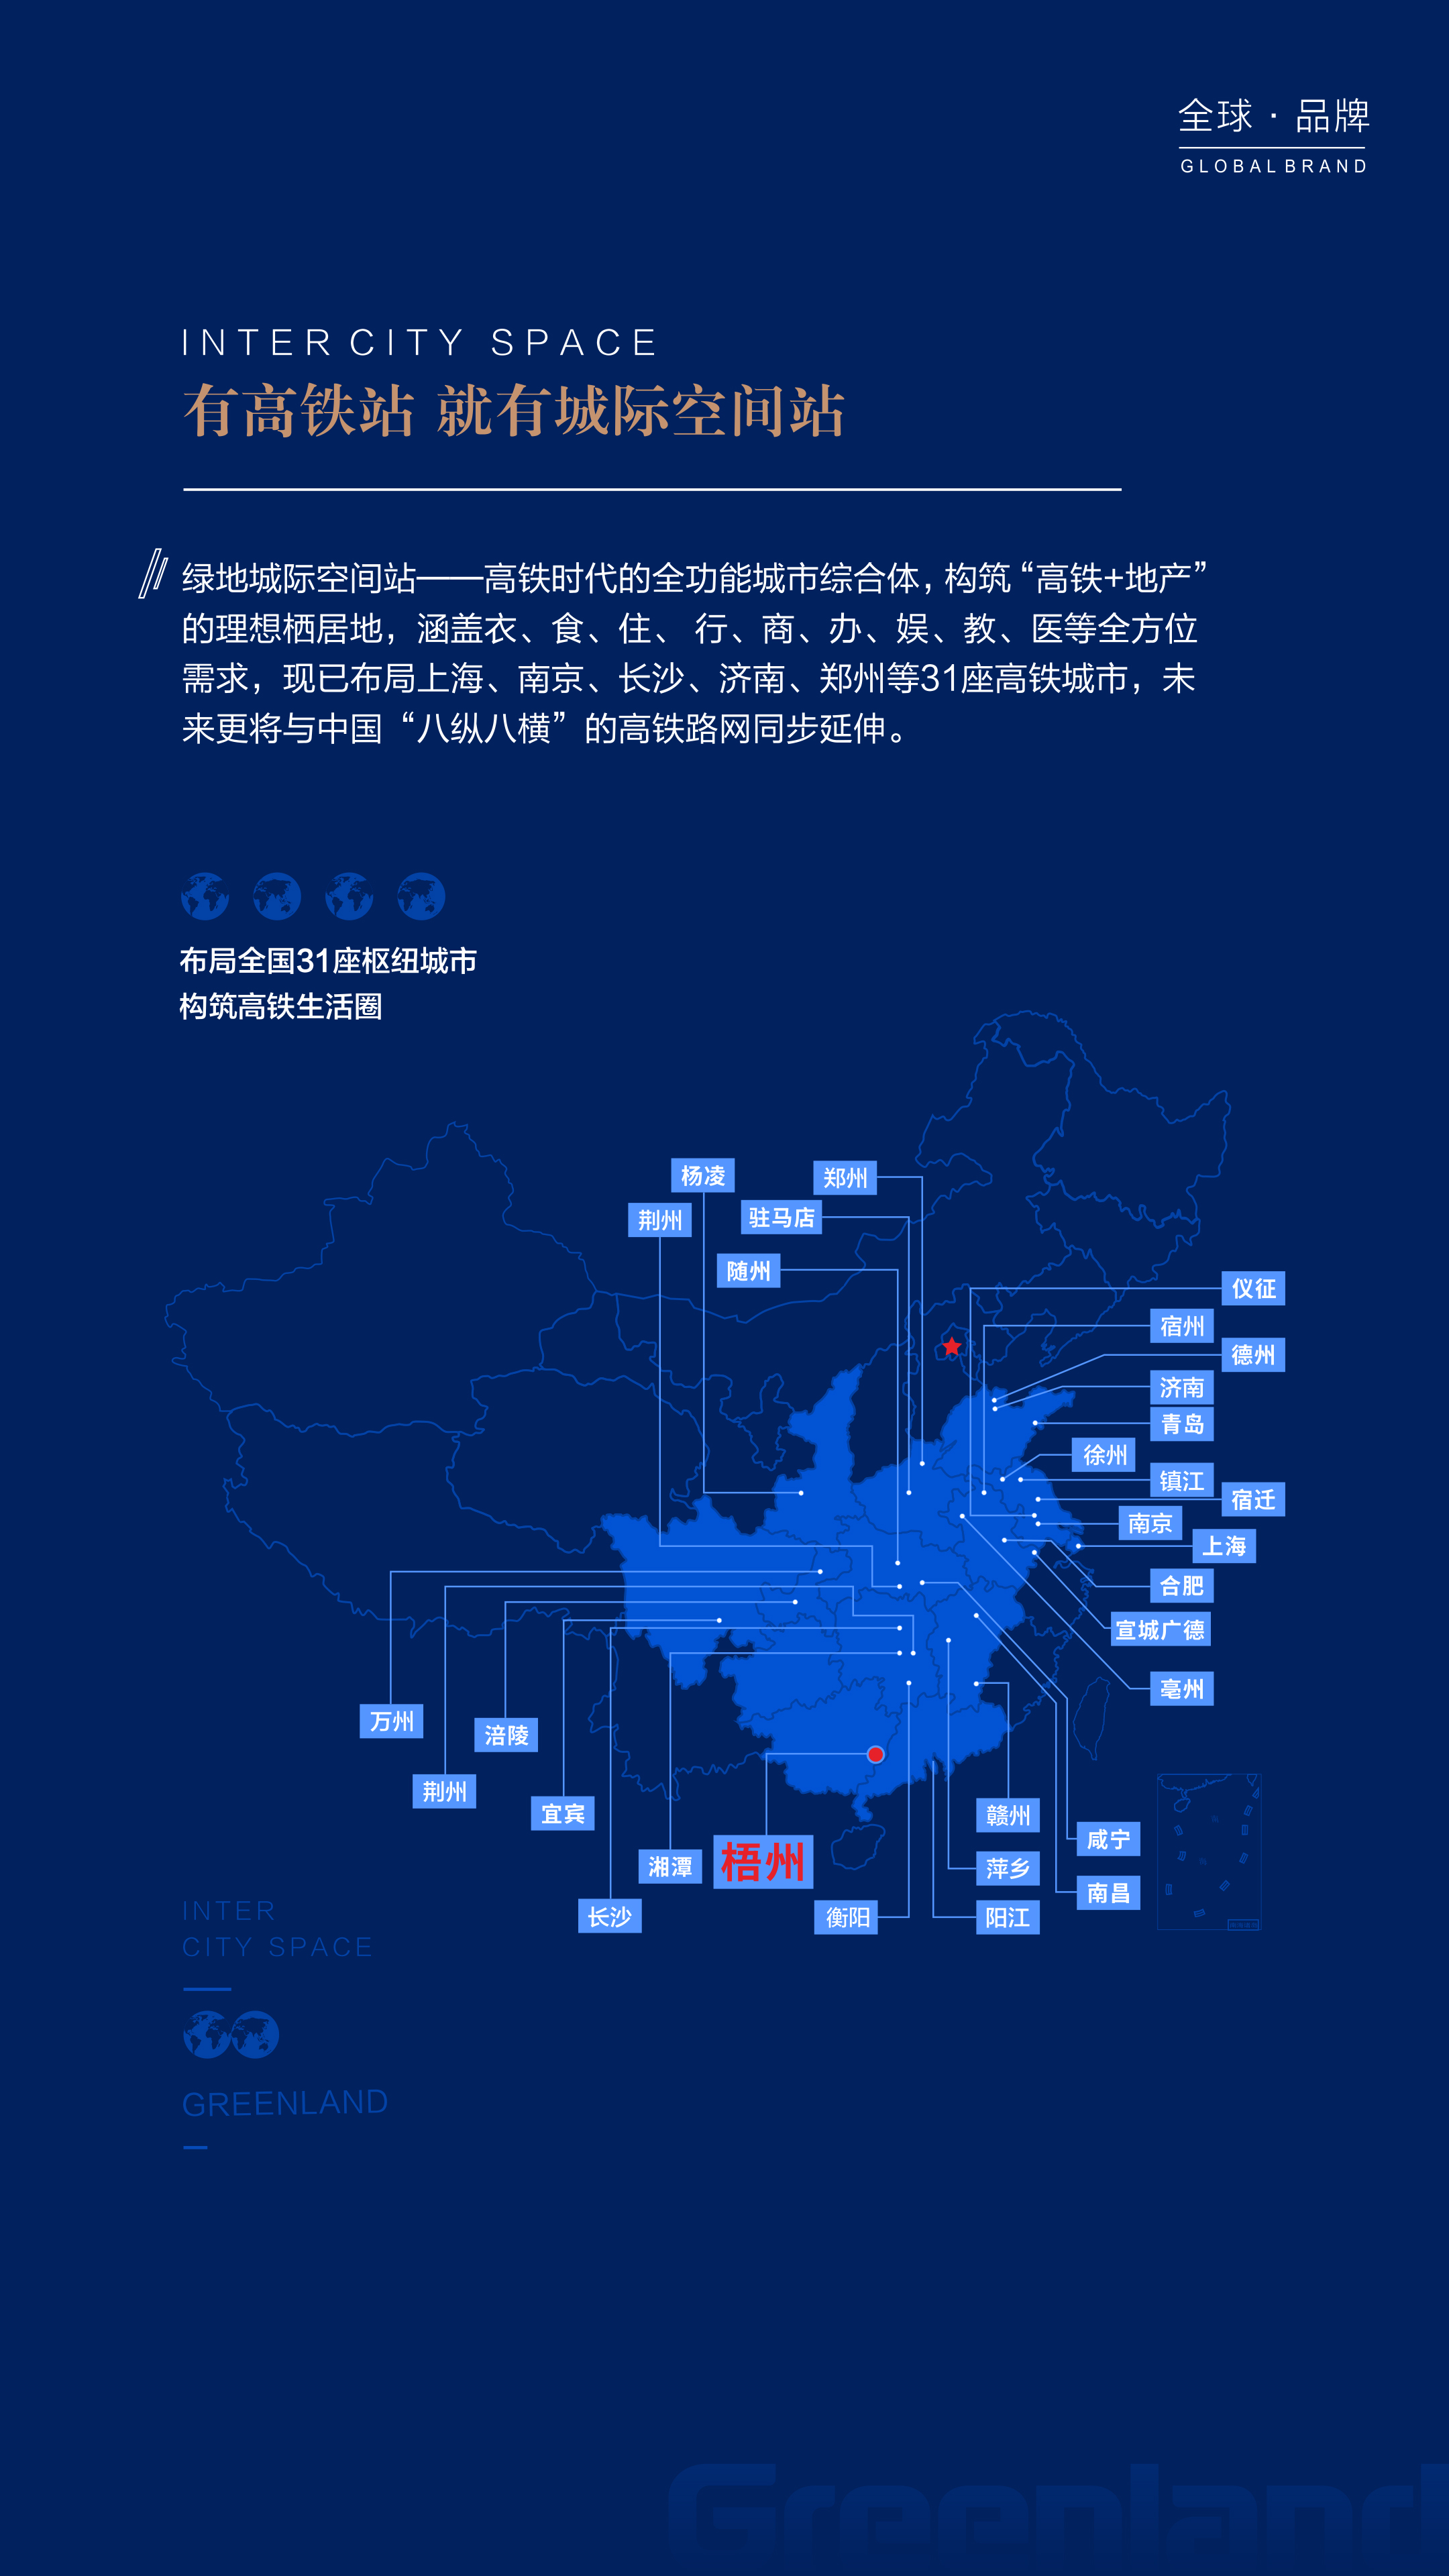 全球·品牌
GLOBAL BRAND
INTERCITY SPACE
有高铁站 就有城际空间站
绿地城际空间站——高铁时代的全功能城市综合体，构筑“高铁+地产”
的理想栖居地，涵盖衣、食、住、行、商、办、娱、教、医等全方位
需求，现已布局上海、南京、长沙、济南、郑州等31座高铁城市，未
来更将与中国“八纵八横”的高铁路网同步延伸。
布局全国31座枢纽城市
构筑高铁生活圈
杨凌
郑州
荆州
驻马店
随州
仪征
宿州
德州
济南
青岛
徐州
镇江
宿迁
南京
上海
合肥
宣城广德
亳州
万州
涪陵
荆州
宜宾
湘潭
梧州
长沙
衡阳
赣州
萍乡
阳江
咸宁
南昌
INTER
CITY SPACE
GREENLAND
Greenland